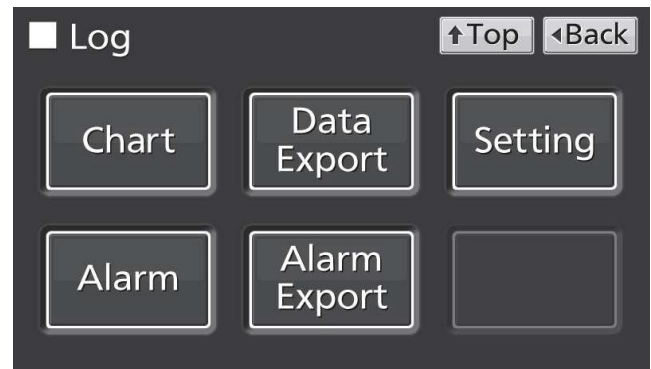 Log
↑Top
◂Back
Chart
Data
Export
Setting
Alarm
Alarm
Export